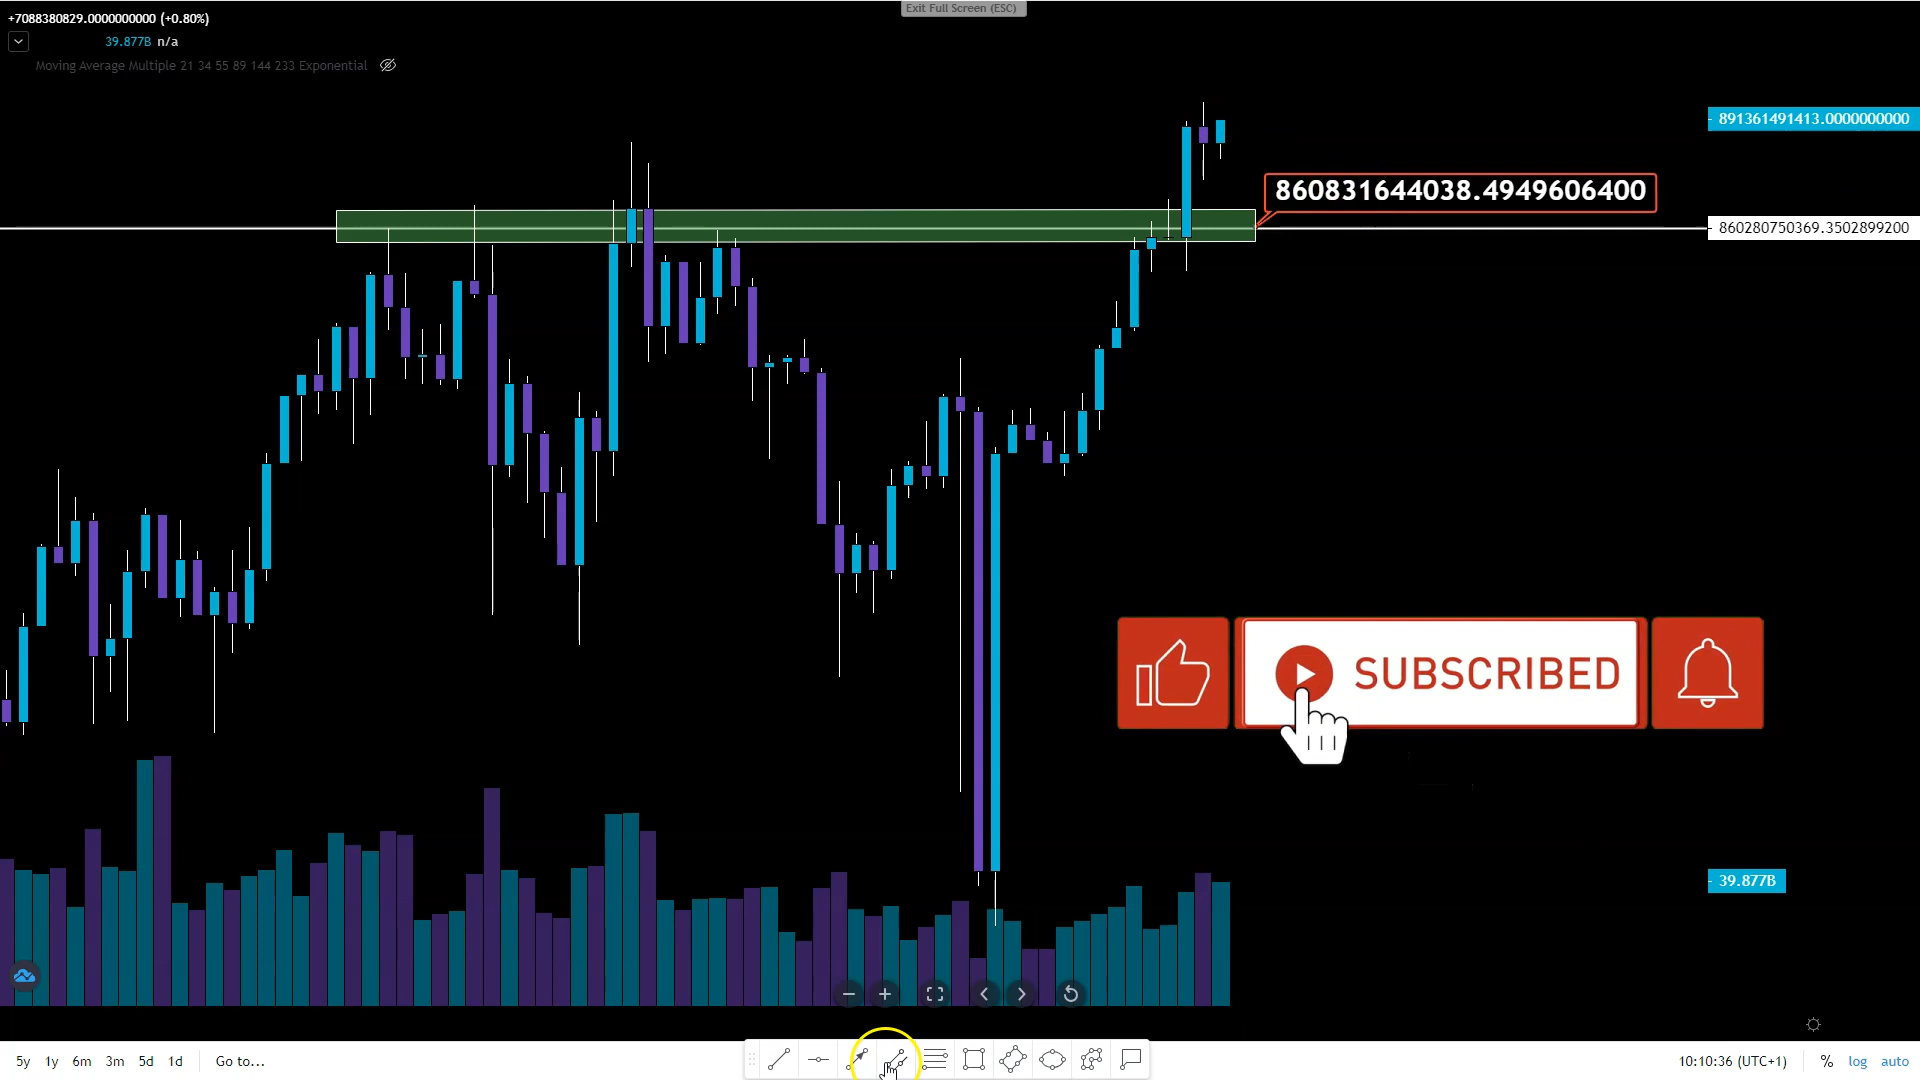 Exit Full Screen (ESC)
+7088380829.0000000000 (+0.80%)
39.877B n/a
Moving Average Multiple 21 34 55 89 144 233 Exponential
891361491413.0000000000
860831644038.4949606400
860280750369.3502899200
SUBSCRIBED
39.877B
5y 1y 6m 3m 5d 1d Go to... 10:10:36 (UTC+1) % log auto